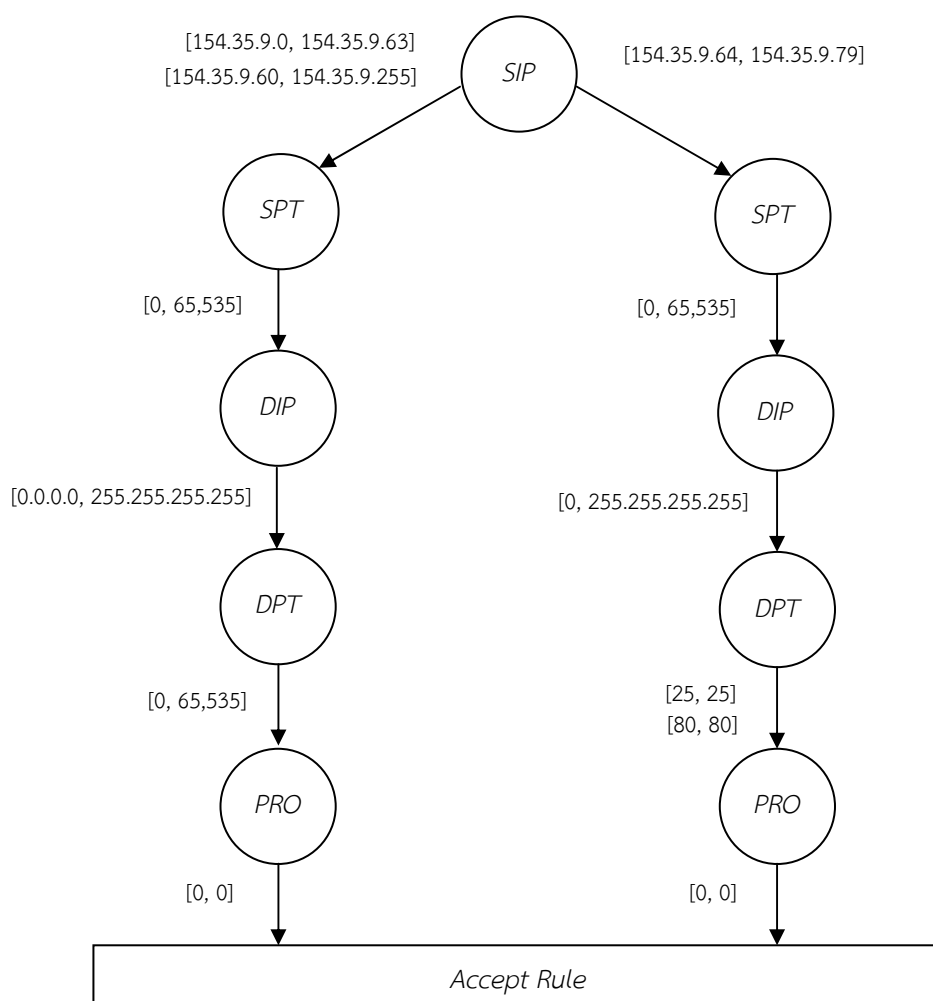 [154.35.9.0, 154.35.9.63]
[154.35.9.60, 154.35.9.255]
SIP
[154.35.9.64, 154.35.9.79]
SPT
SPT
[0, 65,535]
[0, 65,535]
DIP
DIP
[0.0.0.0, 255.255.255.255]
[0, 255.255.255.255]
DPT
DPT
[0, 65,535]
[25, 25]
[80, 80]
PRO
PRO
[0, 0]
[0, 0]
Accept Rule